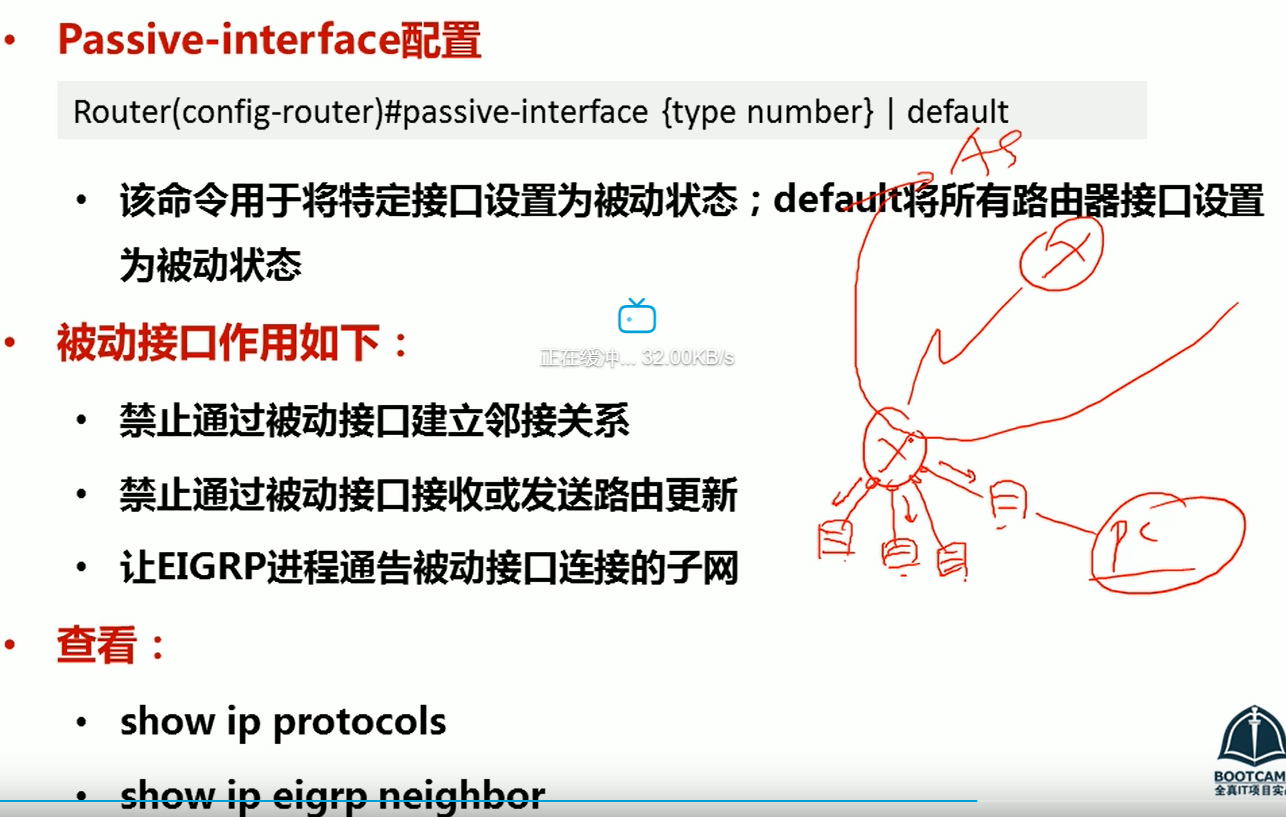 Passive-interface配置
Router(config-router)#passive-interface {type number} | default
AS
该命令用于将特定接口设置为被动状态；default将所有路由器接口设置
为被动状态
被动接口作用如下：
正在缓冲... 32.00KB/s
禁止通过被动接口建立邻接关系
禁止通过被动接口接收或发送路由更新
PC
让EIGRP进程通告被动接口连接的子网
查看：
show ip protocols
show ip eigrp neighbor
BOOTCAM
全真IT项目实